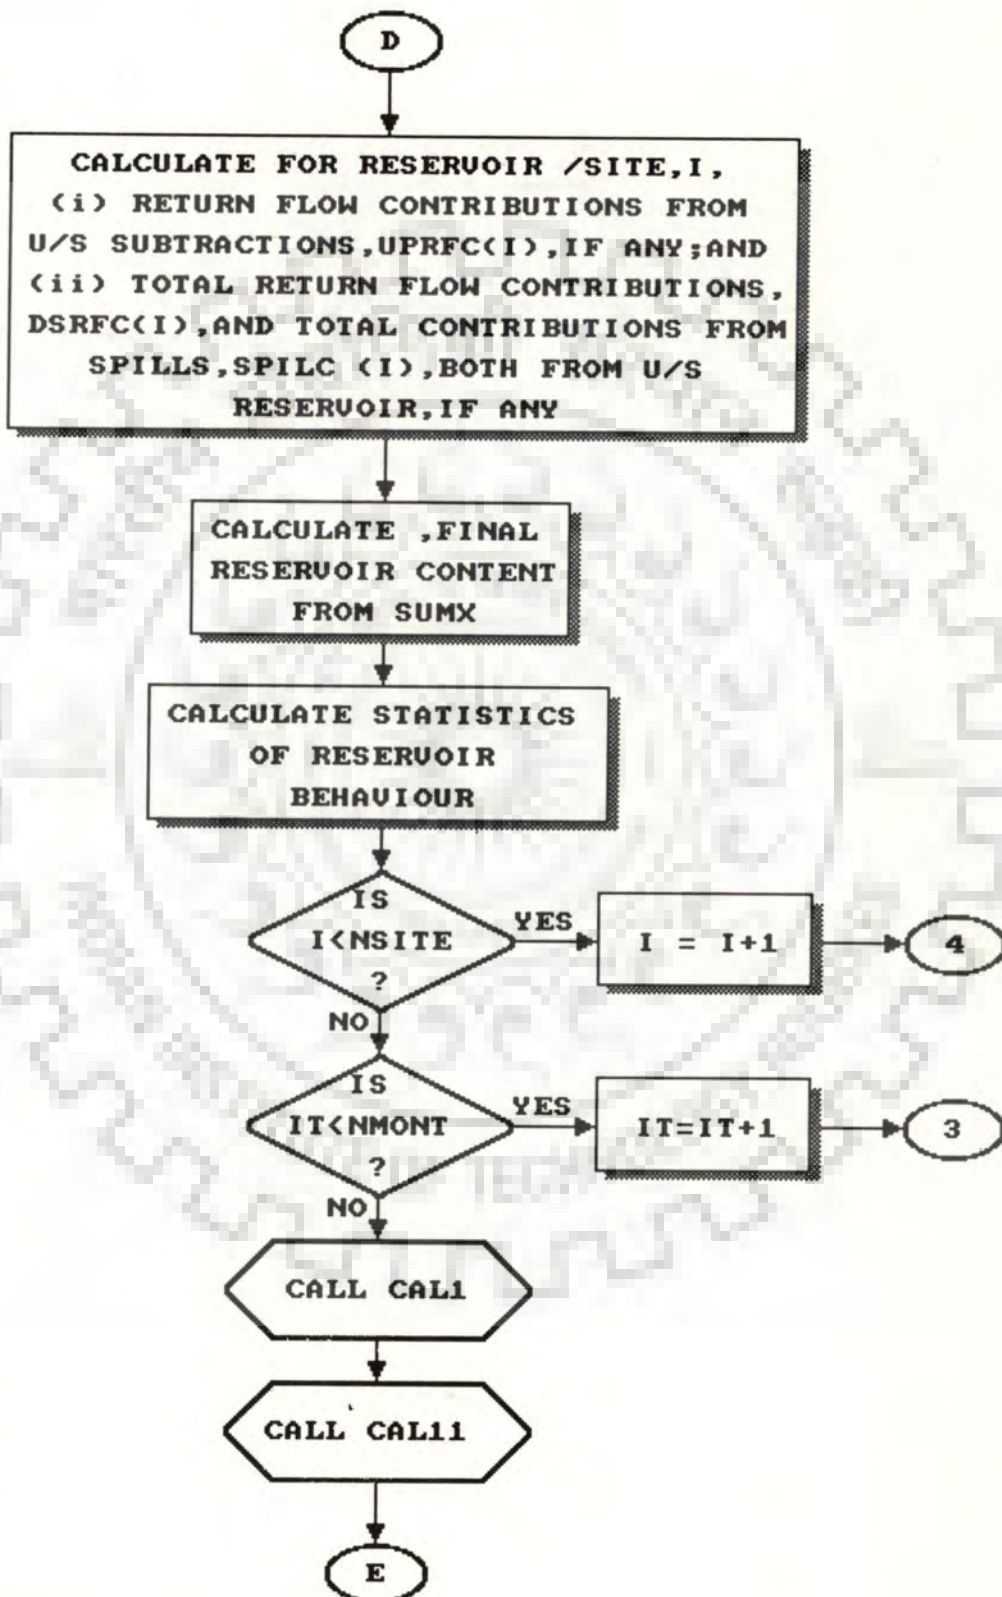 D
CALCULATE FOR RESERVOIR /SITE,I,
(i) RETURN FLOW CONTRIBUTIONS FROM
U/S SUBTRACTIONS,UPRFC(I),IF ANY;AND
(ii) TOTAL RETURN FLOW CONTRIBUTIONS,
DSRFC(I),AND TOTAL CONTRIBUTIONS FROM
SPILLS,SPILC (I),BOTH FROM U/S
RESERVOIR,IF ANY
CALCULATE ,FINAL
RESERVOIR CONTENT
FROM SUMX
CALCULATE STATISTICS
OF RESERVOIR
BEHAVIOUR
IS
I<NSITE
?
YES
I = I+1
4
NO
IS
IT<NMONT
?
YES
IT=IT+1
3
NO
CALL CAL1
CALL CAL11
E